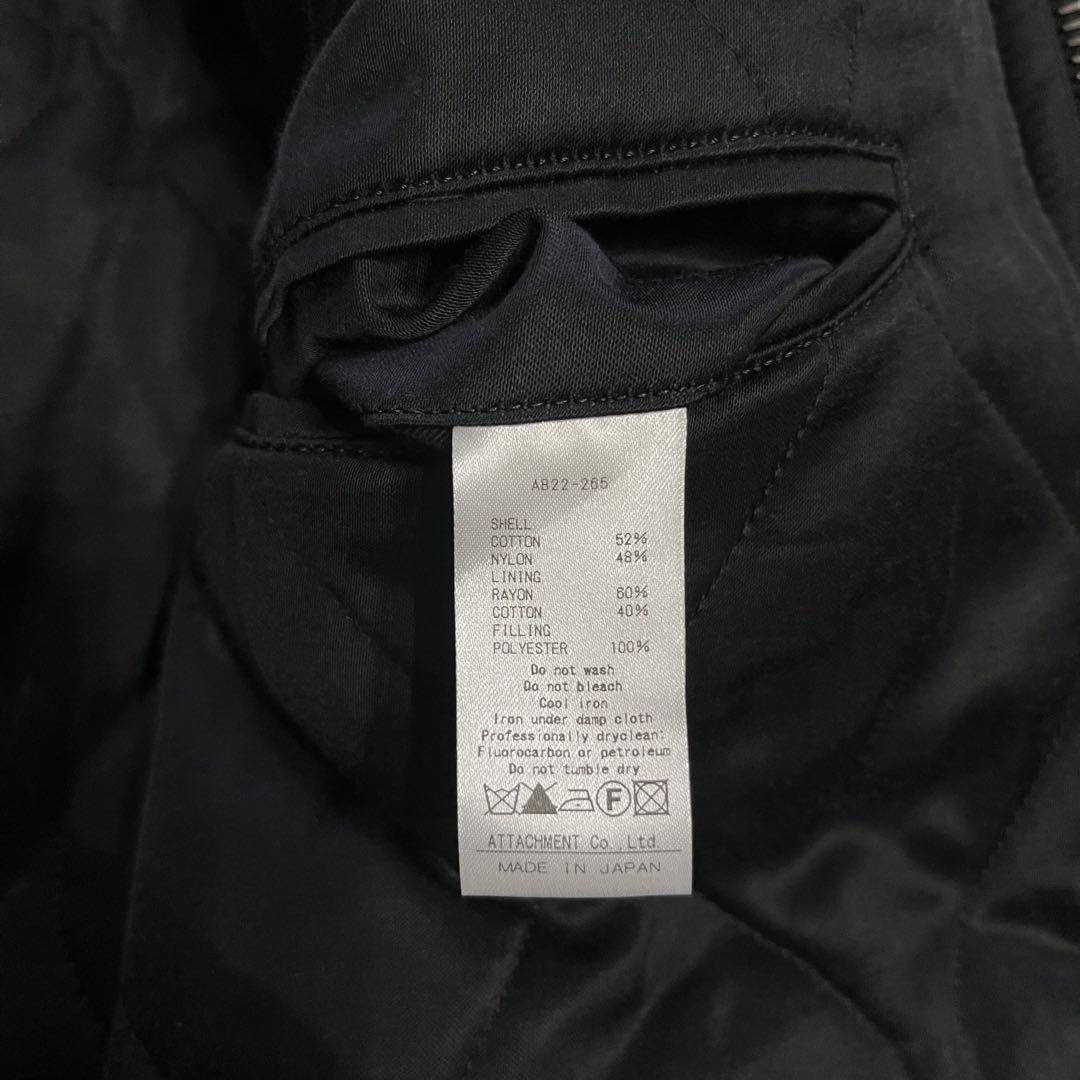 AB22-265
SHELL
COTTON 52%
NYLON 48%
LINING
RAYON 60%
COTTON 40%
FILLING
POLYESTER 100%
Do not wash
Do not bleach
Cool iron
Iron under damp cloth
Professionally dryclean:
Fluorocarbon or petroleum
Do not tumble dry
F
ATTACHMENT Co.,Ltd.
MADE IN JAPAN